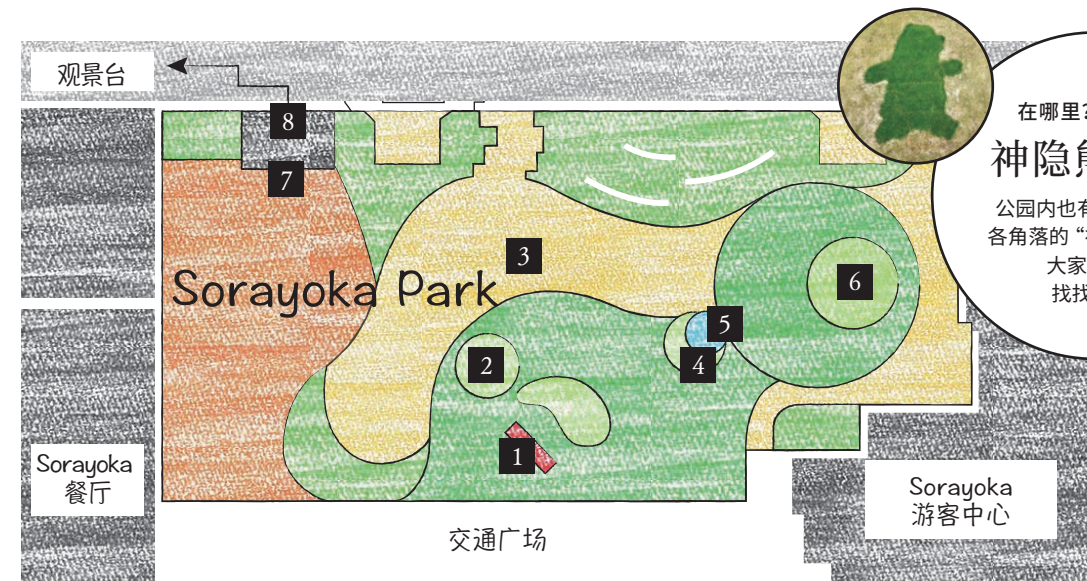 观景台
8
7
在哪里?
神隐
公园内也有
各角落的“
大家
找找
3
Sorayoka Park
6
5
2
4
1
Sorayoka
餐厅
Sorayoka
游客中心
交通广场